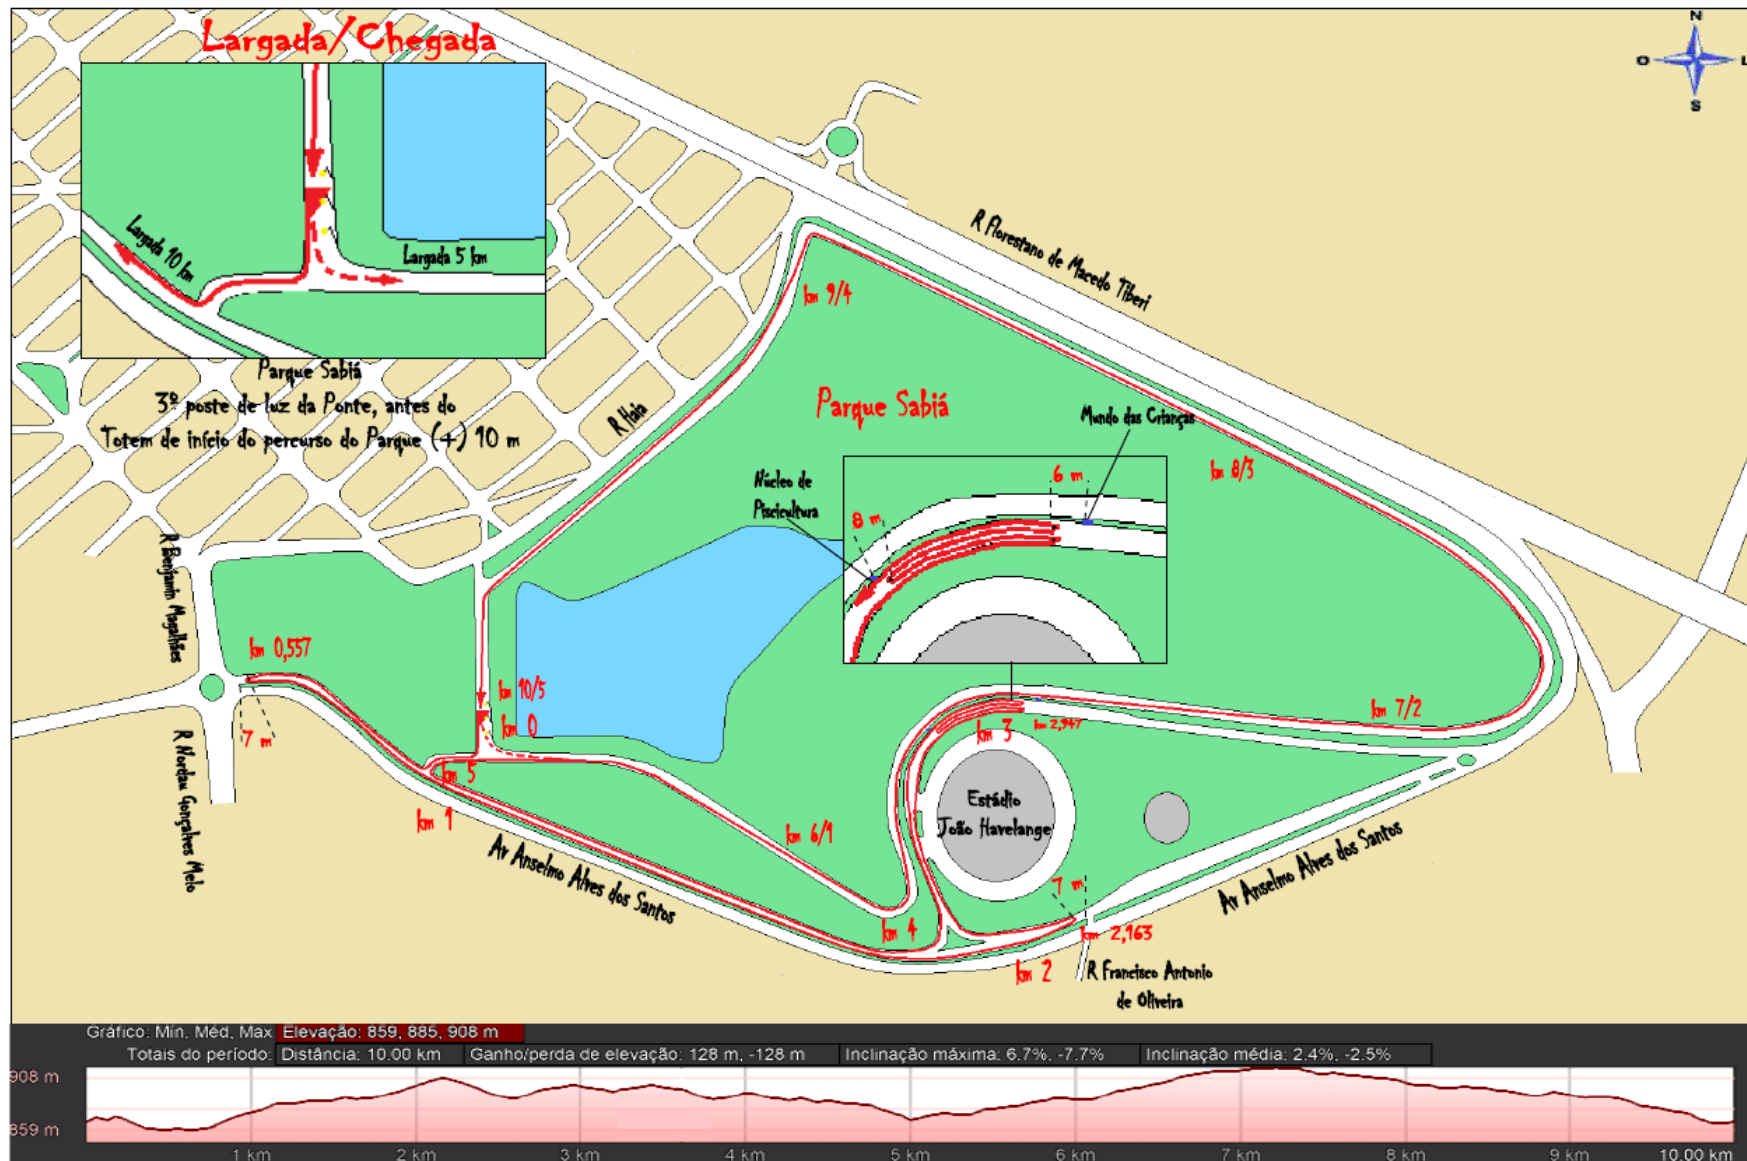 Largada/Chegada
N
O
L
S
Largada 10 km
Largada 5 km
Parque Sabiá
3º poste de luz da Ponte, antes do
Totem de início do percurso do Parque (4) 10 m
R Florestano de Macedo Tiberi
km 9/4
R Haia
Parque Sabiá
Mundo das Crianças
km 8/3
6 m
Núcleo de
Piscicultura
8 m
R Benjamin Magalhães
km 0,557
km 10/5
km 0
7 m
R Nordau Gonçalves Melo
km 5
km 1
km 7/2
km 3
km 2,947
Estádio
João Havelange
km 6/1
Av Anselmo Alves dos Santos
Av Anselmo Alves dos Santos
7 m
km 4
km 2,163
km 2
R Francisco Antonio
de Oliveira
Gráfico: Mín, Méd, Max Elevação: 859, 885, 908 m
Totais do período: Distância: 10.00 km Ganho/perda de elevação: 128 m, -128 m Inclinação máxima: 6.7%, -7.7% Inclinação média: 2.4%, -2.5%
908 m
859 m
1 km 2 km 3 km 4 km 5 km 6 km 7 km 8 km 9 km 10.00 km